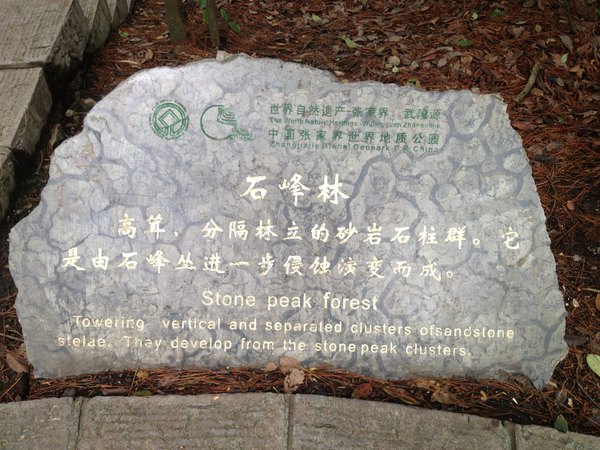 世界自然遗产·张家界·武陵源
The World Nature Heritage-Wulingyuan Zhangjiajie
中国张家界世界地质公园
Zhangjiajie Global Geopark,P.R.China
石峰林
高耸、分隔林立的砂岩石柱群。它
是由石峰丛进一步侵蚀演变而成。
Stone peak forest
Towering vertical and separated clusters ofsandstone
stelae. They develop from the stone peak clusters.